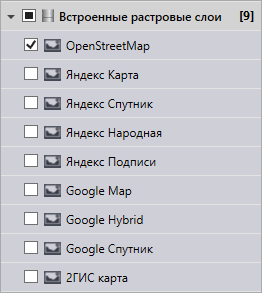 Встроенные растровые слои [9]
OpenStreetMap
Яндекс Карта
Яндекс Спутник
Яндекс Народная
Яндекс Подписи
Google Map
Google Hybrid
Google Спутник
2ГИС карта